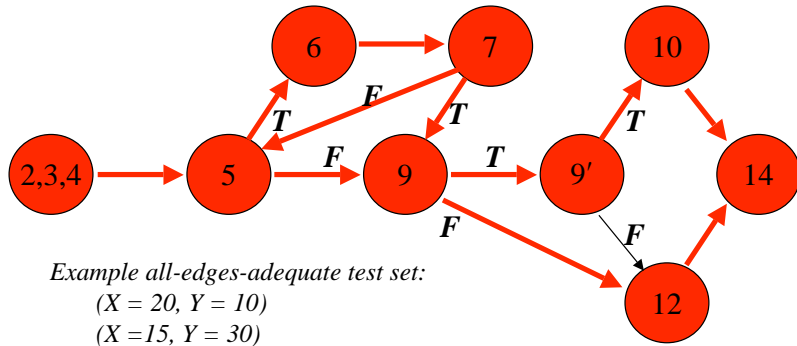 6
7
10
F
T
T
T
2,3,4
5
F
9
T
9′
14
F
F
12
Example all-edges-adequate test set:
(X = 20, Y = 10)
(X =15, Y = 30)